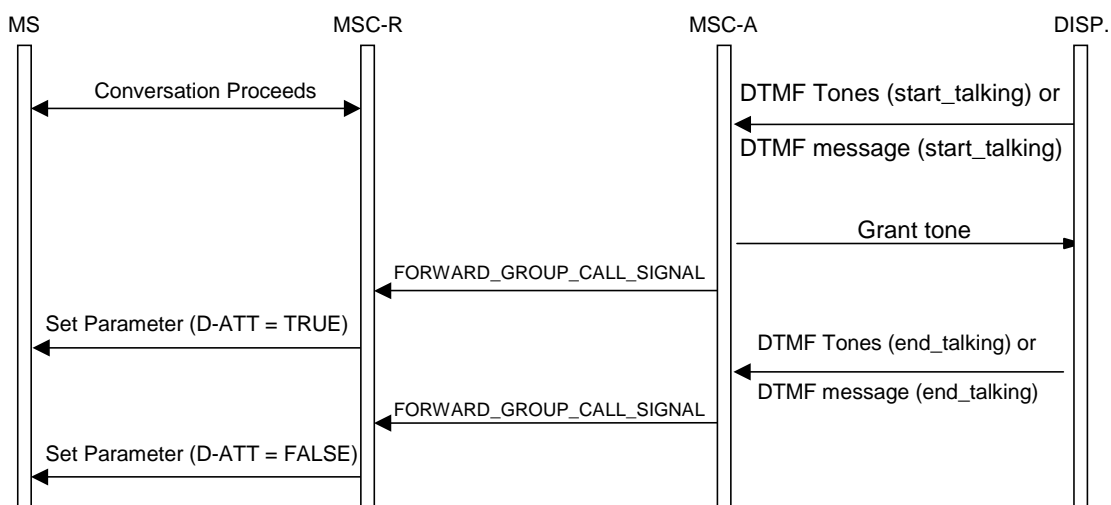 MS
MSC-R
MSC-A
DISP.
Conversation Proceeds
DTMF Tones (start_talking) or
DTMF message (start_talking)
Grant tone
FORWARD_GROUP_CALL_SIGNAL
Set Parameter (D-ATT = TRUE)
DTMF Tones (end_talking) or
DTMF message (end_talking)
FORWARD_GROUP_CALL_SIGNAL
Set Parameter (D-ATT = FALSE)